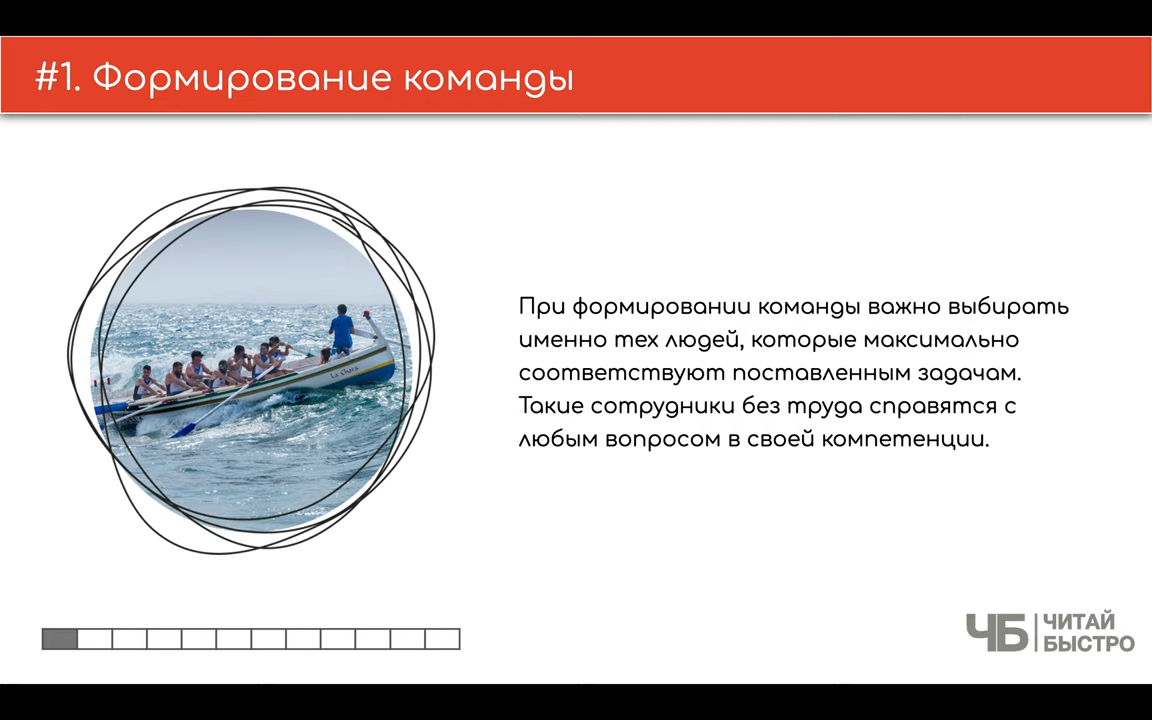 #1. Формирование команды
При формировании команды важно выбирать
именно тех людей, которые максимально
соответствуют поставленным задачам.
Такие сотрудники без труда справятся с
любым вопросом в своей компетенции.
ЧБ
ЧИТАЙ
БЫСТРО